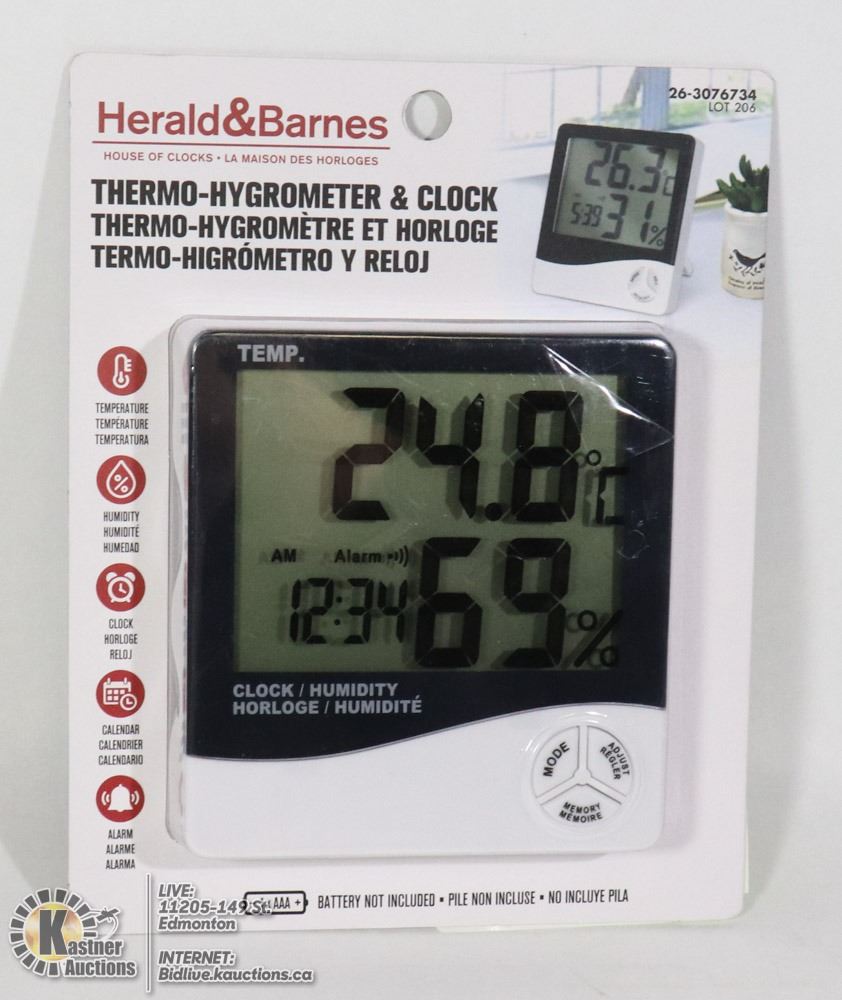 Herald&Barnes
HOUSE OF CLOCKS • LA MAISON DES HORLOGES
26-3076734
LOT 206
THERMO-HYGROMETER & CLOCK
THERMO-HYGROMÈTRE ET HORLOGE
TERMO-HIGRÓMETRO Y RELOJ
26.3°C
5:39 31%
TEMPERATURE
TEMPÉRATURE
TEMPERATURA
HUMIDITY
HUMIDITÉ
HUMEDAD
CLOCK
HORLOGE
RELOJ
CALENDAR
CALENDRIER
CALENDARIO
ALARM
ALARME
ALARMA
TEMP.
24.8°C
AM Alarm
12:34 69%
CLOCK / HUMIDITY
HORLOGE / HUMIDITÉ
MODE
ADJUST
RÉGLER
MEMORY
MÉMOIRE
AAA + BATTERY NOT INCLUDED ▪ PILE NON INCLUSE ▪ NO INCLUYE PILA
Kastner
Auctions
LIVE:
11205-149 St.
Edmonton
INTERNET:
Bidlive.kauctions.ca